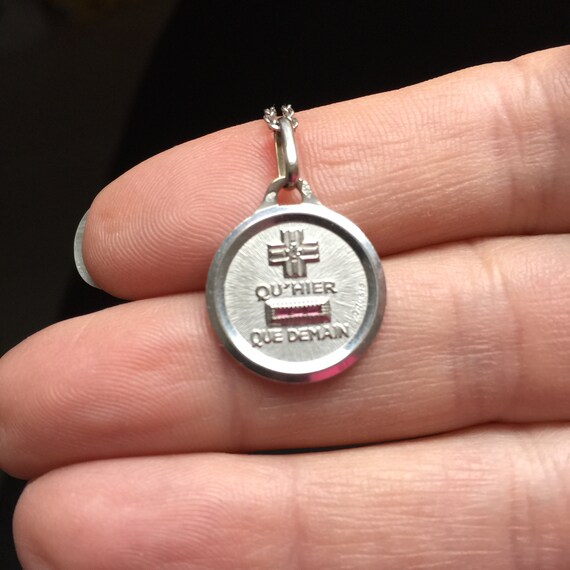 +
QU'HIER
-
QUE DEMAIN